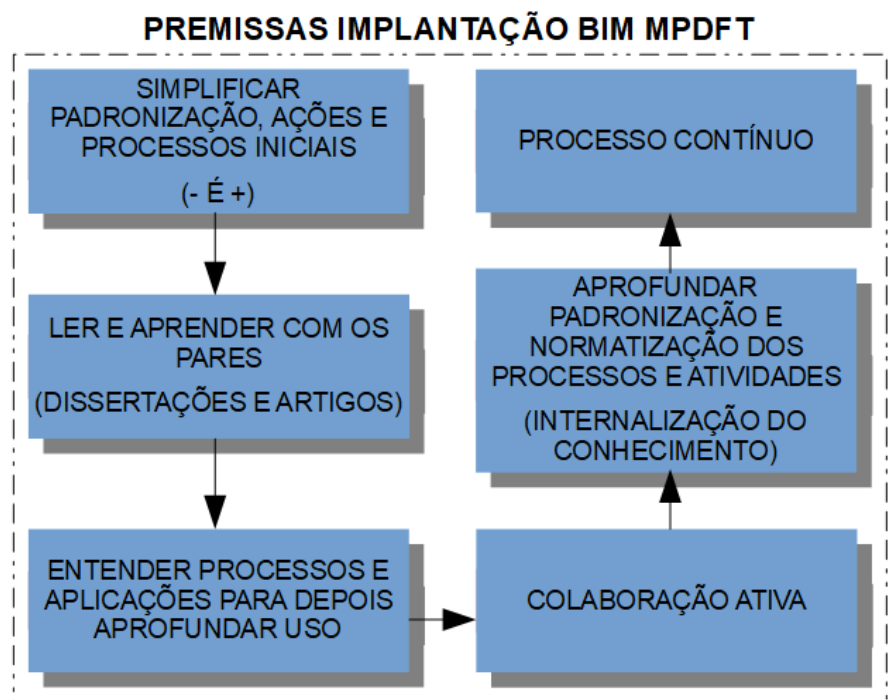 PREMISSAS IMPLANTAÇÃO BIM MPDFT
SIMPLIFICAR
PADRONIZAÇÃO, AÇÕES E
PROCESSOS INICIAIS
(- É +)
LER E APRENDER COM OS
PARES
(DISSERTAÇÕES E ARTIGOS)
ENTENDER PROCESSOS E
APLICAÇÕES PARA DEPOIS
APROFUNDAR USO
COLABORAÇÃO ATIVA
APROFUNDAR
PADRONIZAÇÃO E
NORMATIZAÇÃO DOS
PROCESSOS E ATIVIDADES
(INTERNALIZAÇÃO DO
CONHECIMENTO)
PROCESSO CONTÍNUO